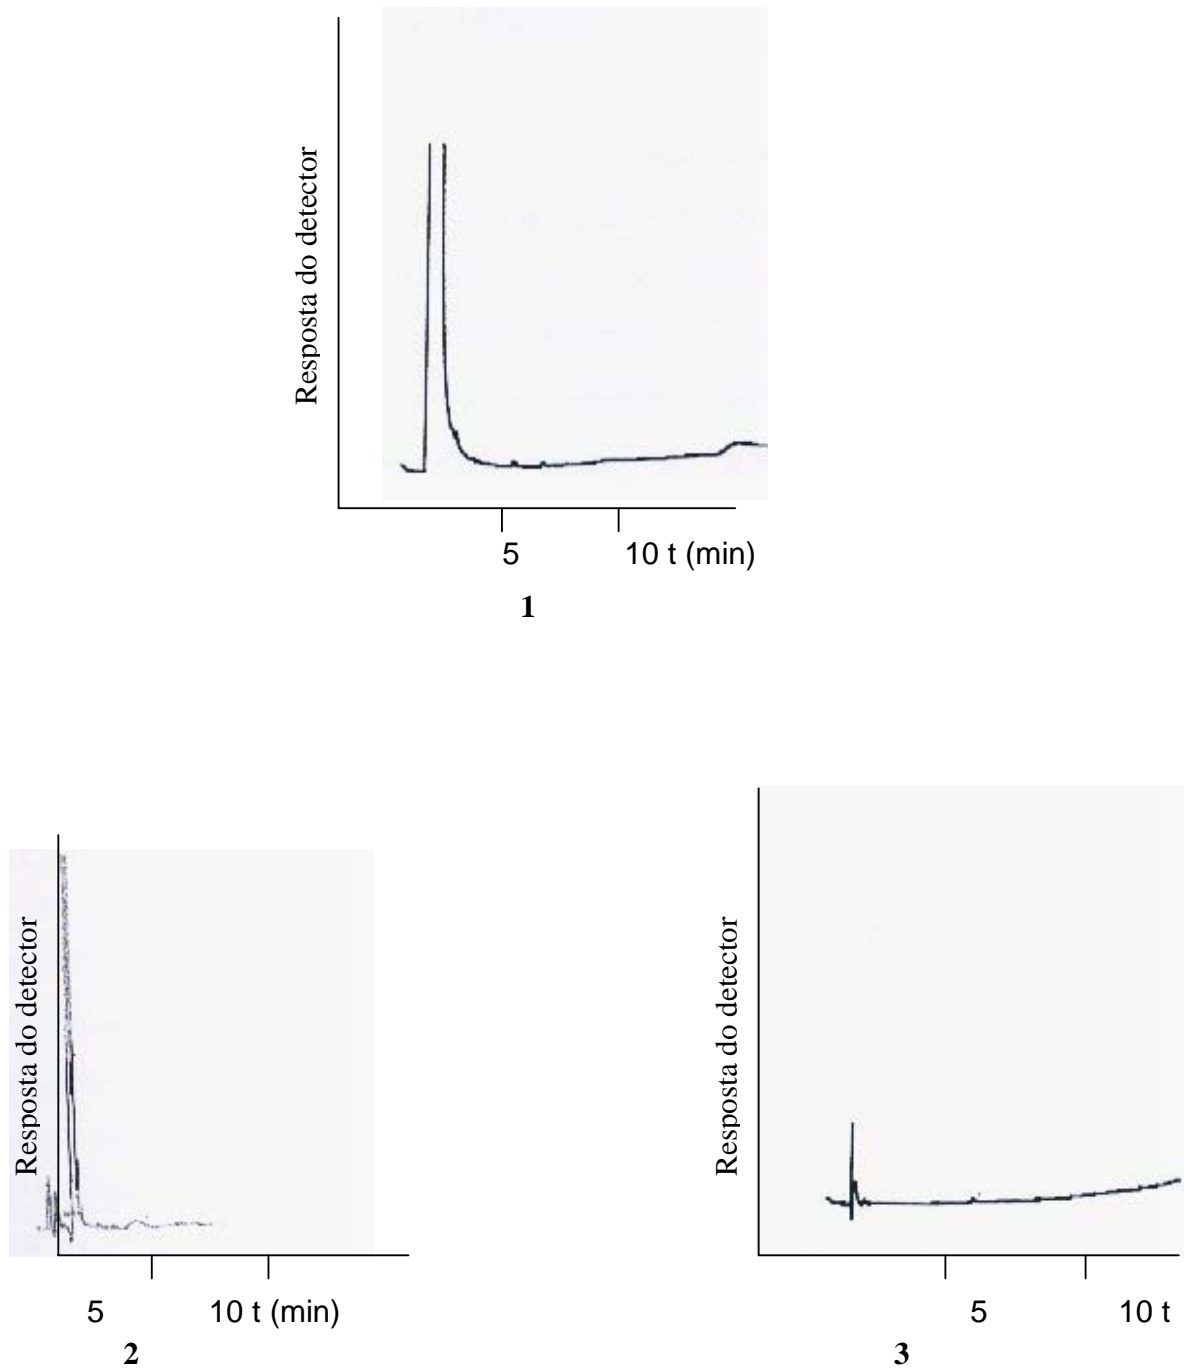 Resposta do detector
5 10 t (min)
1
Resposta do detector
5 10 t (min)
2
Resposta do detector
5 10 t
3